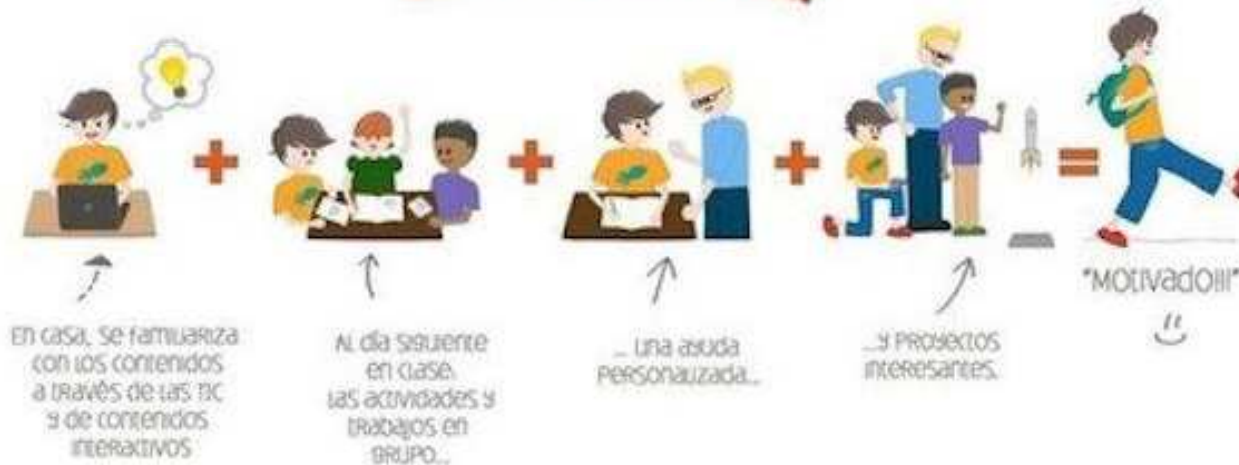 En casa, se familiariza
con los contenidos
a través de las TIC
y de contenidos
interactivos
Al día siguiente
en clase,
las actividades y
trabajos en
grupo...
... una ayuda
personalizada...
...y proyectos
interesantes.
"Motivado!!!!"